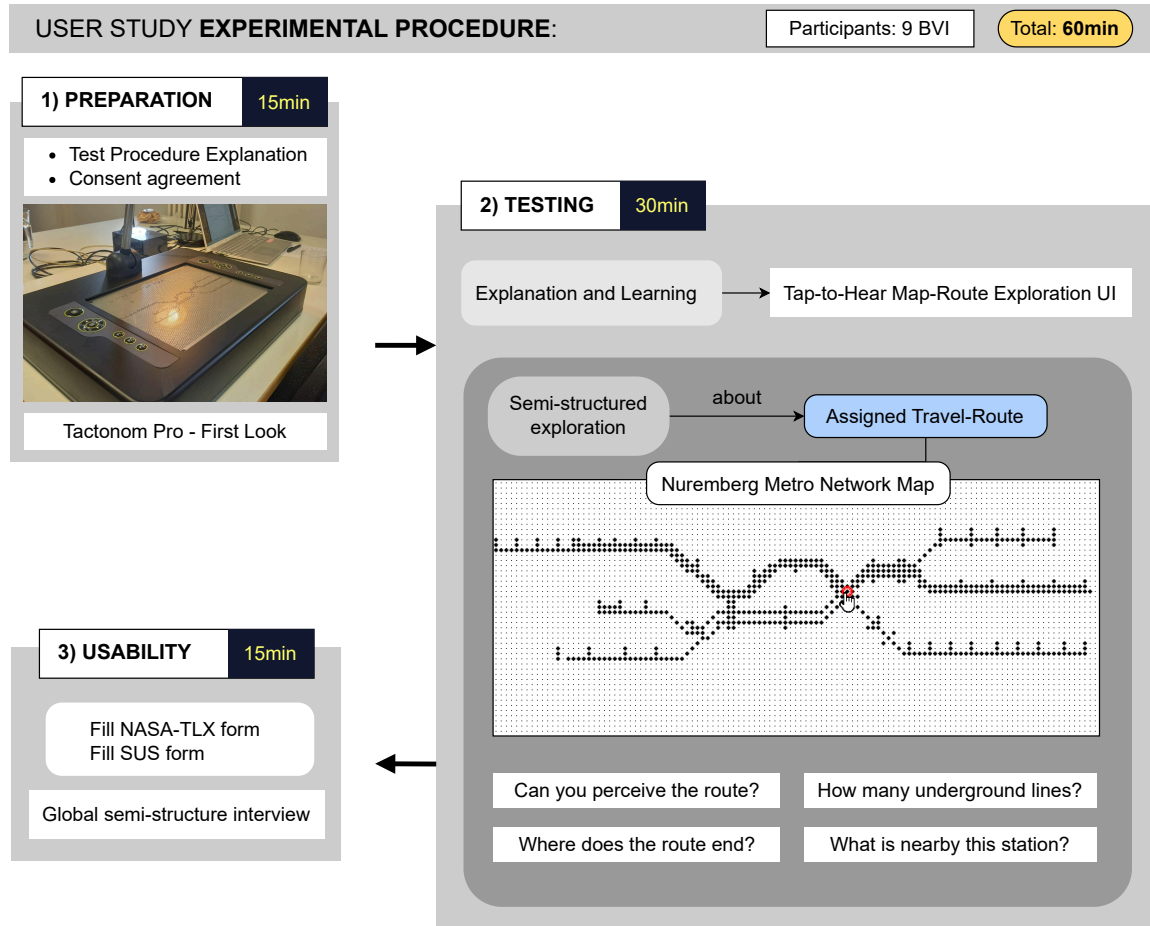 USER STUDY EXPERIMENTAL PROCEDURE:
Participants: 9 BVI
Total: 60min
1) PREPARATION
15min
• Test Procedure Explanation
• Consent agreement
Tactonom Pro - First Look
2) TESTING
30min
Explanation and Learning
Tap-to-Hear Map-Route Exploration UI
Semi-structured
exploration
about
Assigned Travel-Route
Nuremberg Metro Network Map
Can you perceive the route?
How many underground lines?
Where does the route end?
What is nearby this station?
3) USABILITY
15min
Fill NASA-TLX form
Fill SUS form
Global semi-structure interview